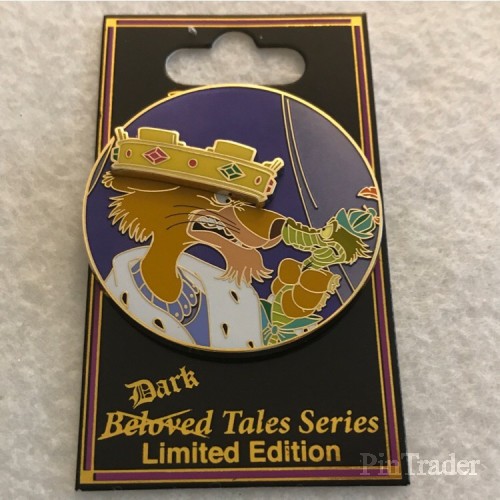 Dark
Beloved Tales Series
Limited Edition
PinTrader